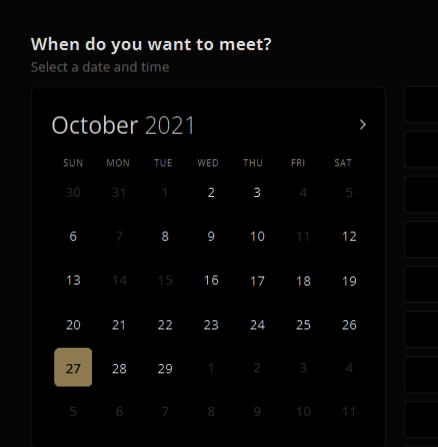 When do you want to meet?
Select a date and time
October 2021 >
SUN MON TUE WED THU FRI SAT
30 31 1 2 3 4 5
6 7 8 9 10 11 12
13 14 15 16 17 18 19
20 21 22 23 24 25 26
27 28 29 1 2 3 4
5 6 7 8 9 10 11